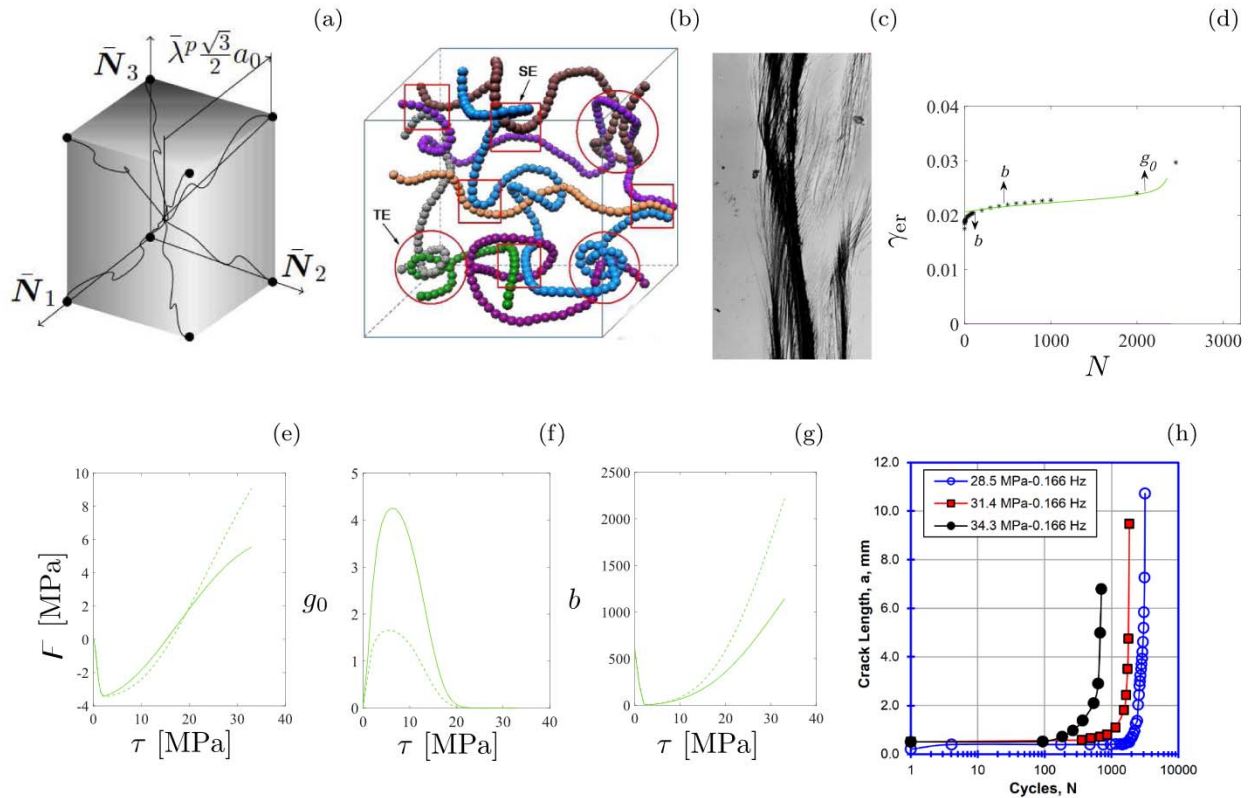 (a)
(b)
(c)
(d)
N̄₃
λ̄ᵖ √3/2 a₀
N̄₁
N̄₂
SE
TE
0.04
0.03
0.02
0.01
0
γer
b
b
g₀
0
1000
2000
3000
N
(e)
(f)
(g)
(h)
10
8
6
4
2
0
-2
-4
[MPa]
0
10
20
30
40
τ [MPa]
5
4
3
2
1
0
g₀
0
10
20
30
40
τ [MPa]
2500
2000
1500
1000
500
0
b
0
10
20
30
40
τ [MPa]
12.0
10.0
8.0
6.0
4.0
2.0
0.0
Crack Length, a, mm
28.5 MPa-0.166 Hz
31.4 MPa-0.166 Hz
34.3 MPa-0.166 Hz
1
10
100
1000
10000
Cycles, N